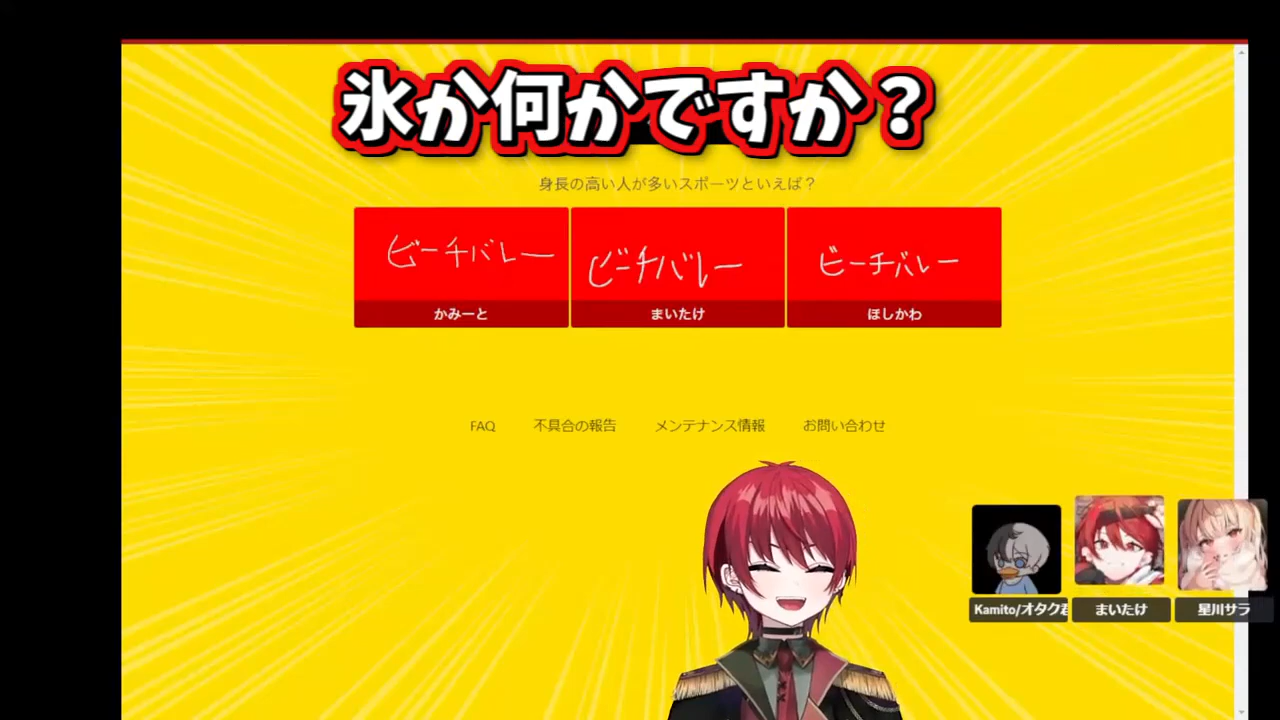 氷か何かですか？
身長の高い人が多いスポーツといえば？
ビーチバレー
ビーチバレー
ビーチバレー
かみーと
まいたけ
ほしかわ
FAQ
不具合の報告
メンテナンス情報
お問い合わせ
Kamito/オタク君
まいたけ
星川サラ